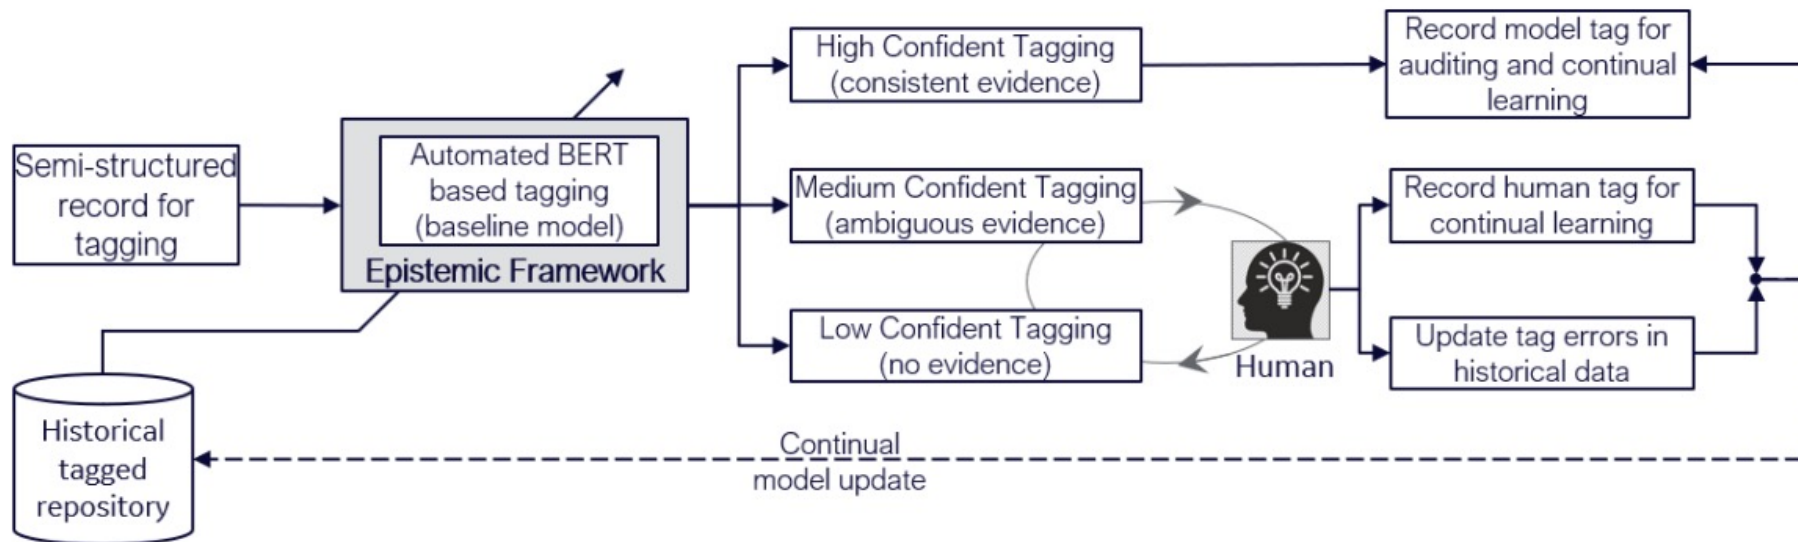 Semi-structured
record for
tagging
Automated BERT
based tagging
(baseline model)
Epistemic Framework
High Confident Tagging
(consistent evidence)
Medium Confident Tagging
(ambiguous evidence)
Low Confident Tagging
(no evidence)
Human
Record model tag for
auditing and continual
learning
Record human tag for
continual learning
Update tag errors in
historical data
Historical
tagged
repository
Continual
model update